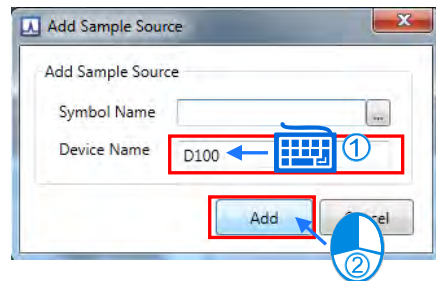 Add Sample Source
Add Sample Source
Symbol Name
...
Device Name D100 ①
Add
②